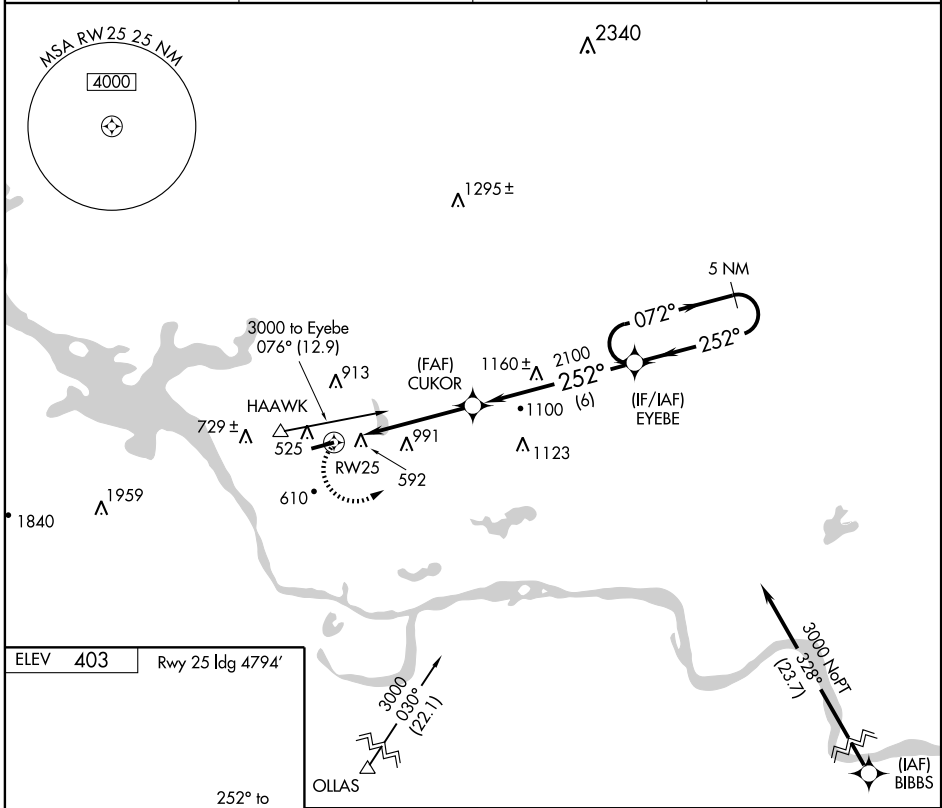 MSA RW 25 25 NM
4000
2340
1295 ±
5 NM
072°
252°
3000 to Eyebe
076° (12.9)
913
(FAF)
CUKOR
1160 ±
2100
252°
(6)
(IF/IAF)
EYEBE
HAAWK
729 ±
525
1100
991
RW25
592
1123
610
1959
1840
ELEV 403
Rwy 25 ldg 4794'
3000
030°
(22.1)
OLLAS
3000 NoPT
328°
(23.7)
(IAF)
BIBBS
252° to